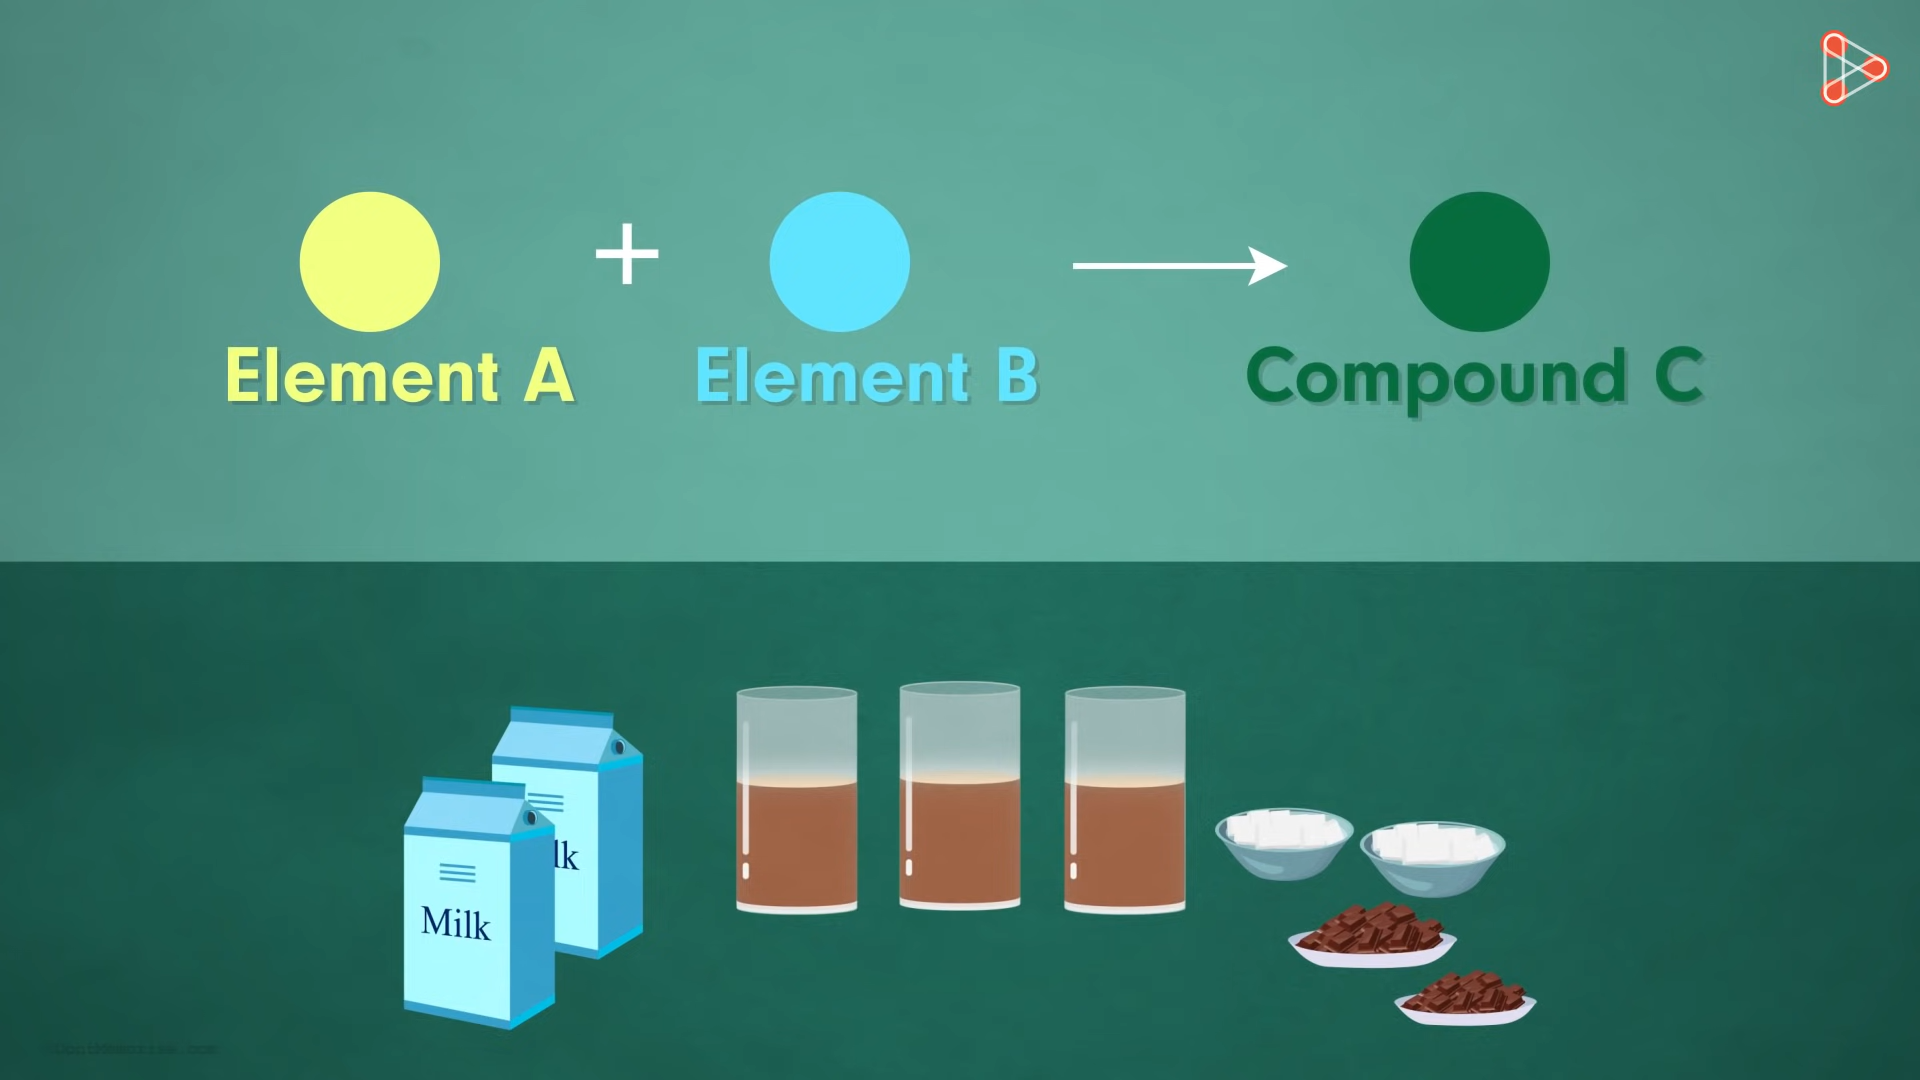 Element A + Element B → Compound C
lk
Milk